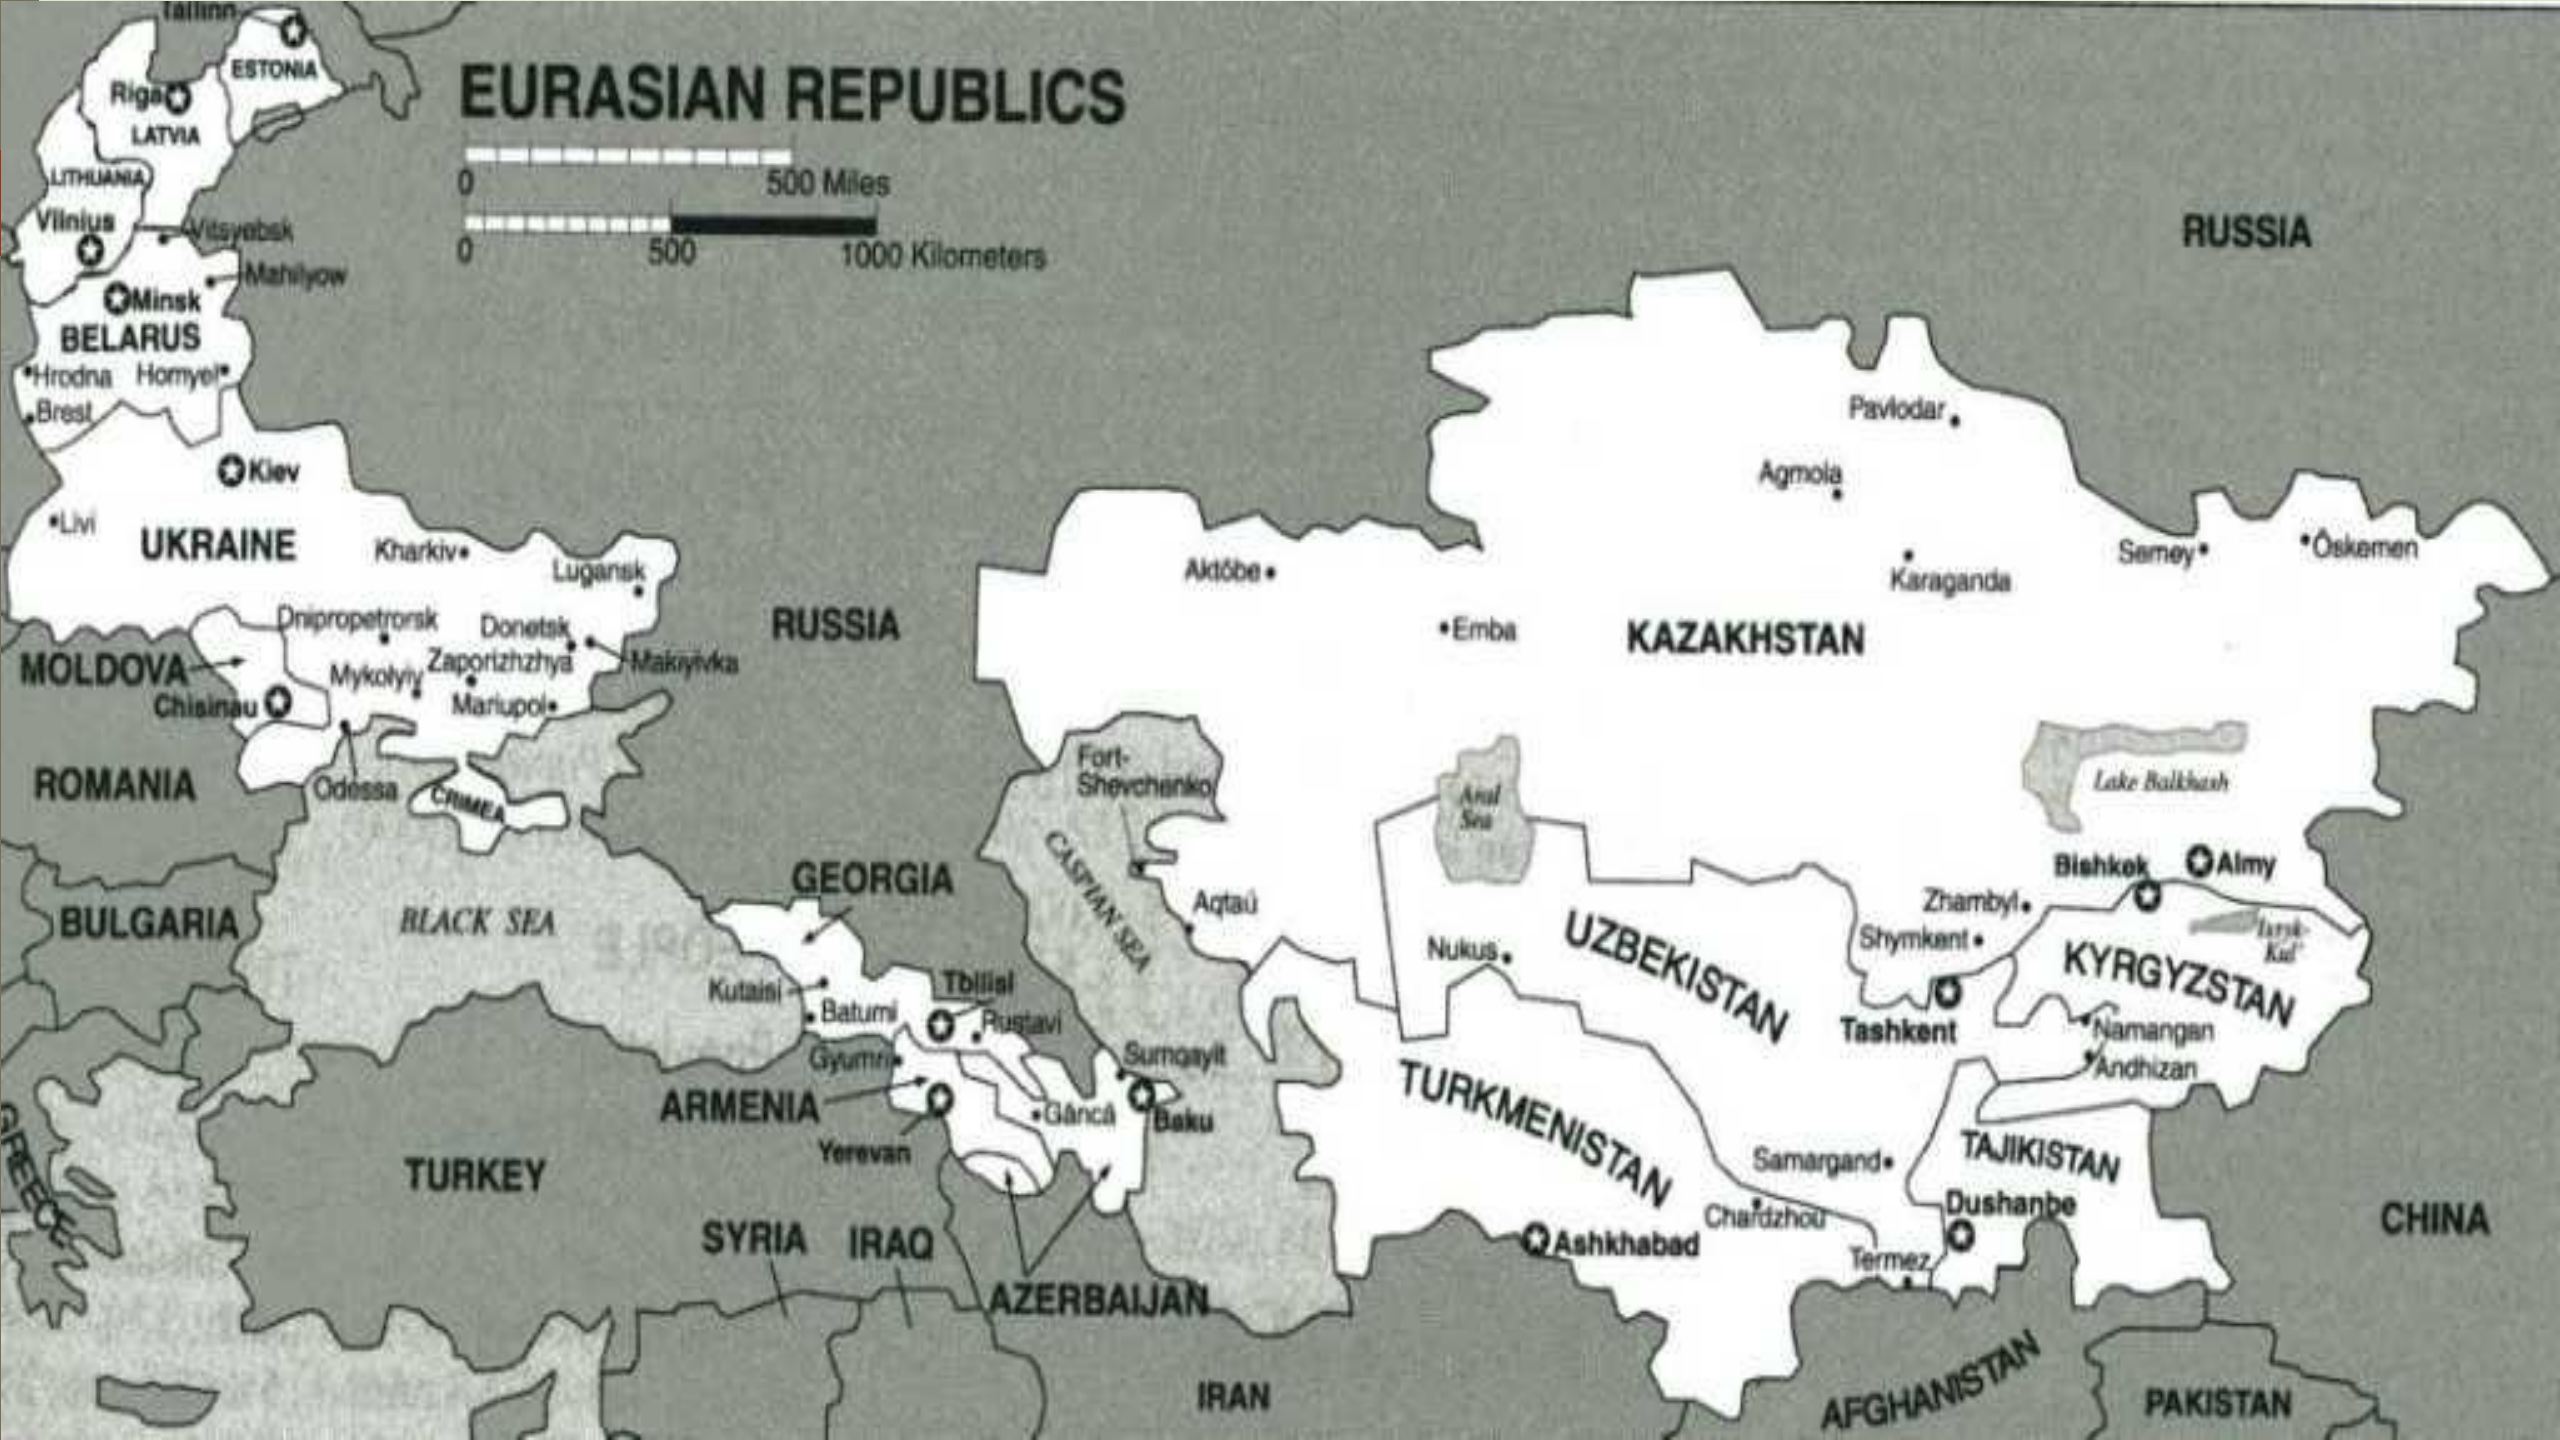 Tallinn
ESTONIA
Riga
LATVIA
LITHUANIA
Vilnius
Vitsyebsk
Mahilyow
Minsk
BELARUS
Hrodna
Homyel
Brest
EURASIAN REPUBLICS
0
500 Miles
0
500
1000 Kilometers
RUSSIA
Kiev
Livi
UKRAINE
Kharkiv
Lugansk
Dnipropetrorsk
Donetsk
MOLDOVA
Mykolyiv
Zaporizhzhya
Makiyivka
Chisinau
Mariupol
ROMANIA
Odessa
CRIMEA
RUSSIA
BULGARIA
BLACK SEA
GEORGIA
Kutaisi
Batumi
Tbilisi
Rustavi
Gyumri
ARMENIA
Yerevan
Gäncä
Sumqayit
Baku
GREECE
TURKEY
SYRIA
IRAQ
AZERBAIJAN
IRAN
Pavlodar
Agmola
Aktöbe
Karaganda
Semey
Öskemen
Emba
KAZAKHSTAN
Fort-
Shevchenko
CASPIAN SEA
Aqtaú
Aral
Sea
Lake Balkhash
Bishkek
Almy
Zhambyl
Shymkent
Nukus
UZBEKISTAN
KYRGYZSTAN
Tashkent
Namangan
Andhizan
TURKMENISTAN
TAJIKISTAN
Samargand
Dushanbe
Chardzhou
Ashkhabad
Termez
CHINA
AFGHANISTAN
PAKISTAN